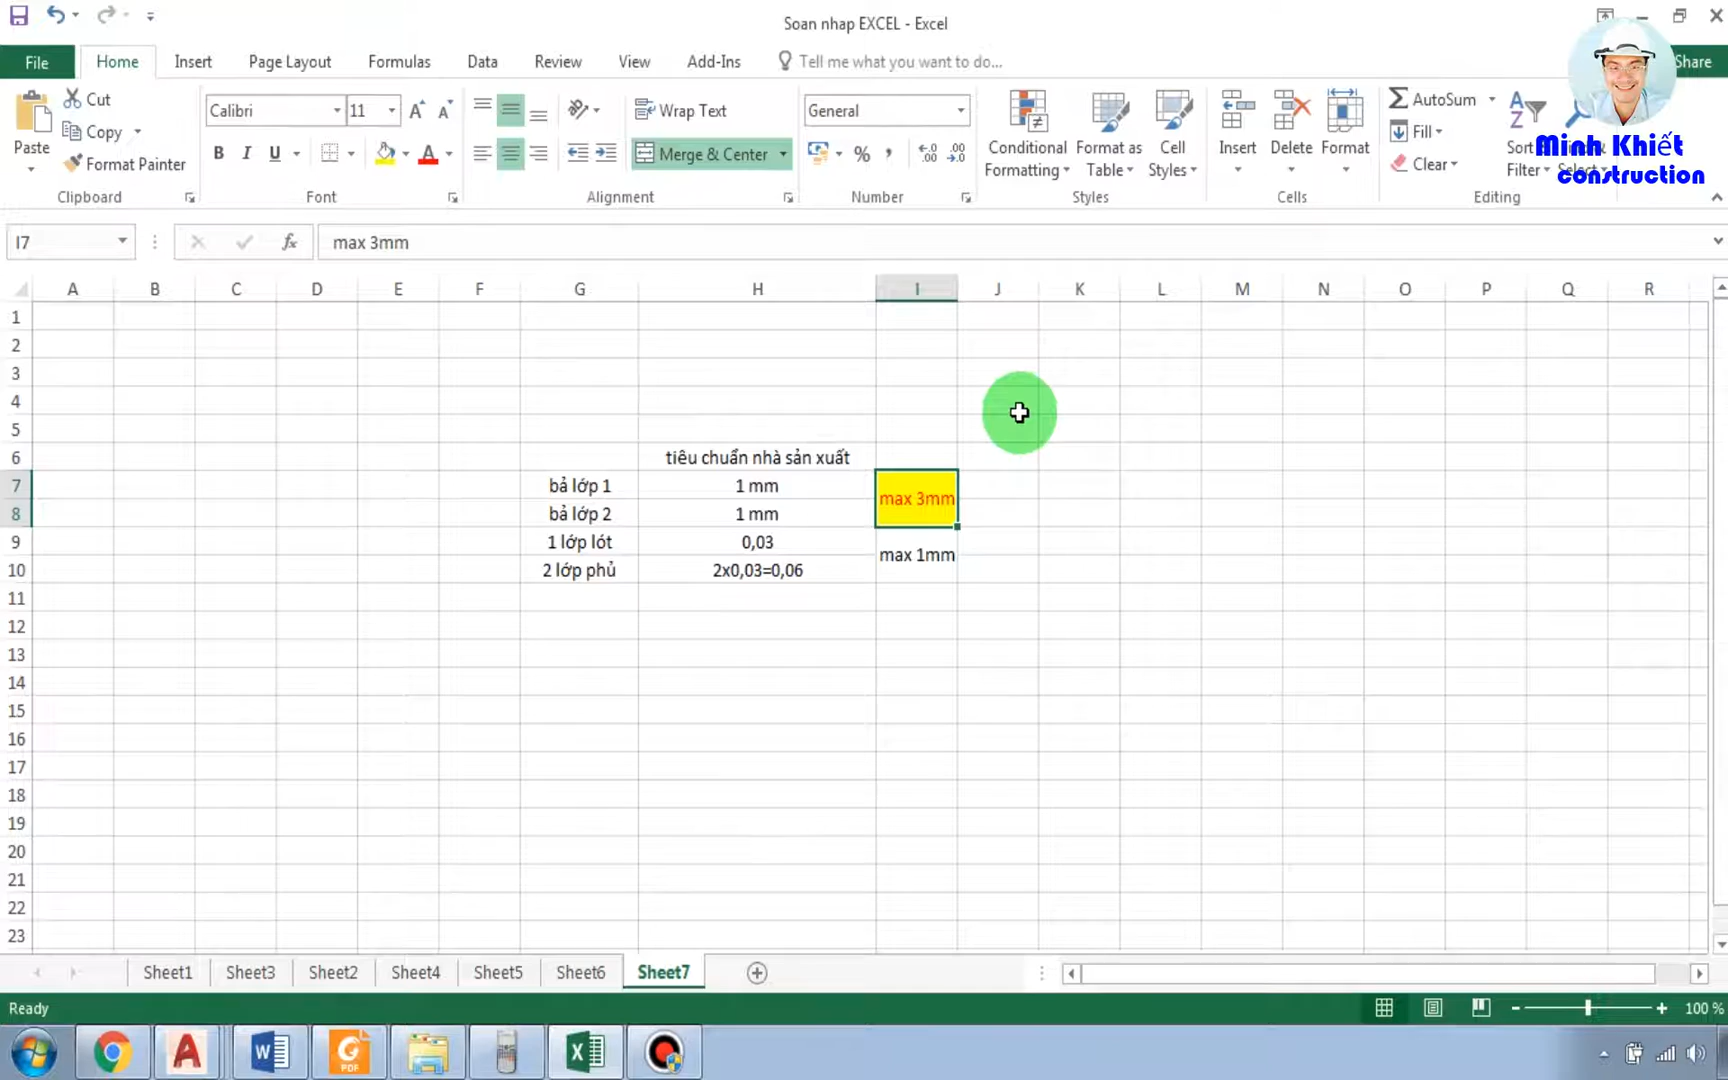 Soan nhap EXCEL - Excel
File Home Insert Page Layout Formulas Data Review View Add-Ins Tell me what you want to do... Share
Paste
Cut
Copy
Format Painter
Clipboard
Calibri 11
B I U
Font
Wrap Text
Merge & Center
Alignment
General
%
Number
Conditional Formatting
Format as Table
Cell Styles
Styles
Insert
Delete
Format
Cells
AutoSum
Fill
Clear
Sort
Filter
Select
Editing
Minh Khiết
construction
I7 fx max 3mm
A B C D E F G H I J K L M N O P Q R
1
2
3
4
5
6 tiêu chuẩn nhà sản xuất
7 bả lớp 1 1 mm max 3mm
8 bả lớp 2 1 mm
9 1 lớp lót 0,03 max 1mm
10 2 lớp phủ 2x0,03=0,06
11
12
13
14
15
16
17
18
19
20
21
22
23
Sheet1 Sheet3 Sheet2 Sheet4 Sheet5 Sheet6 Sheet7
Ready 100 %
PDF